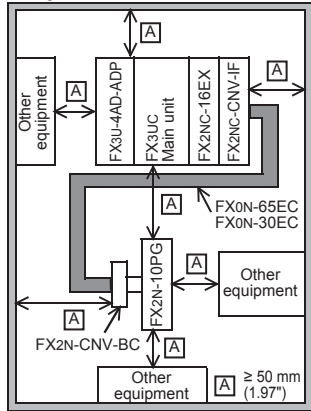 A
Other
equipment
A
FX3U-4AD-ADP
FX3UC
Main unit
FX2NC-16EX
FX2NC-CNV-IF
A
A
FX0N-65EC
FX0N-30EC
FX2N-10PG
A
Other
equipment
A
FX2N-CNV-BC
A
Other
equipment
A ≥ 50 mm
(1.97")